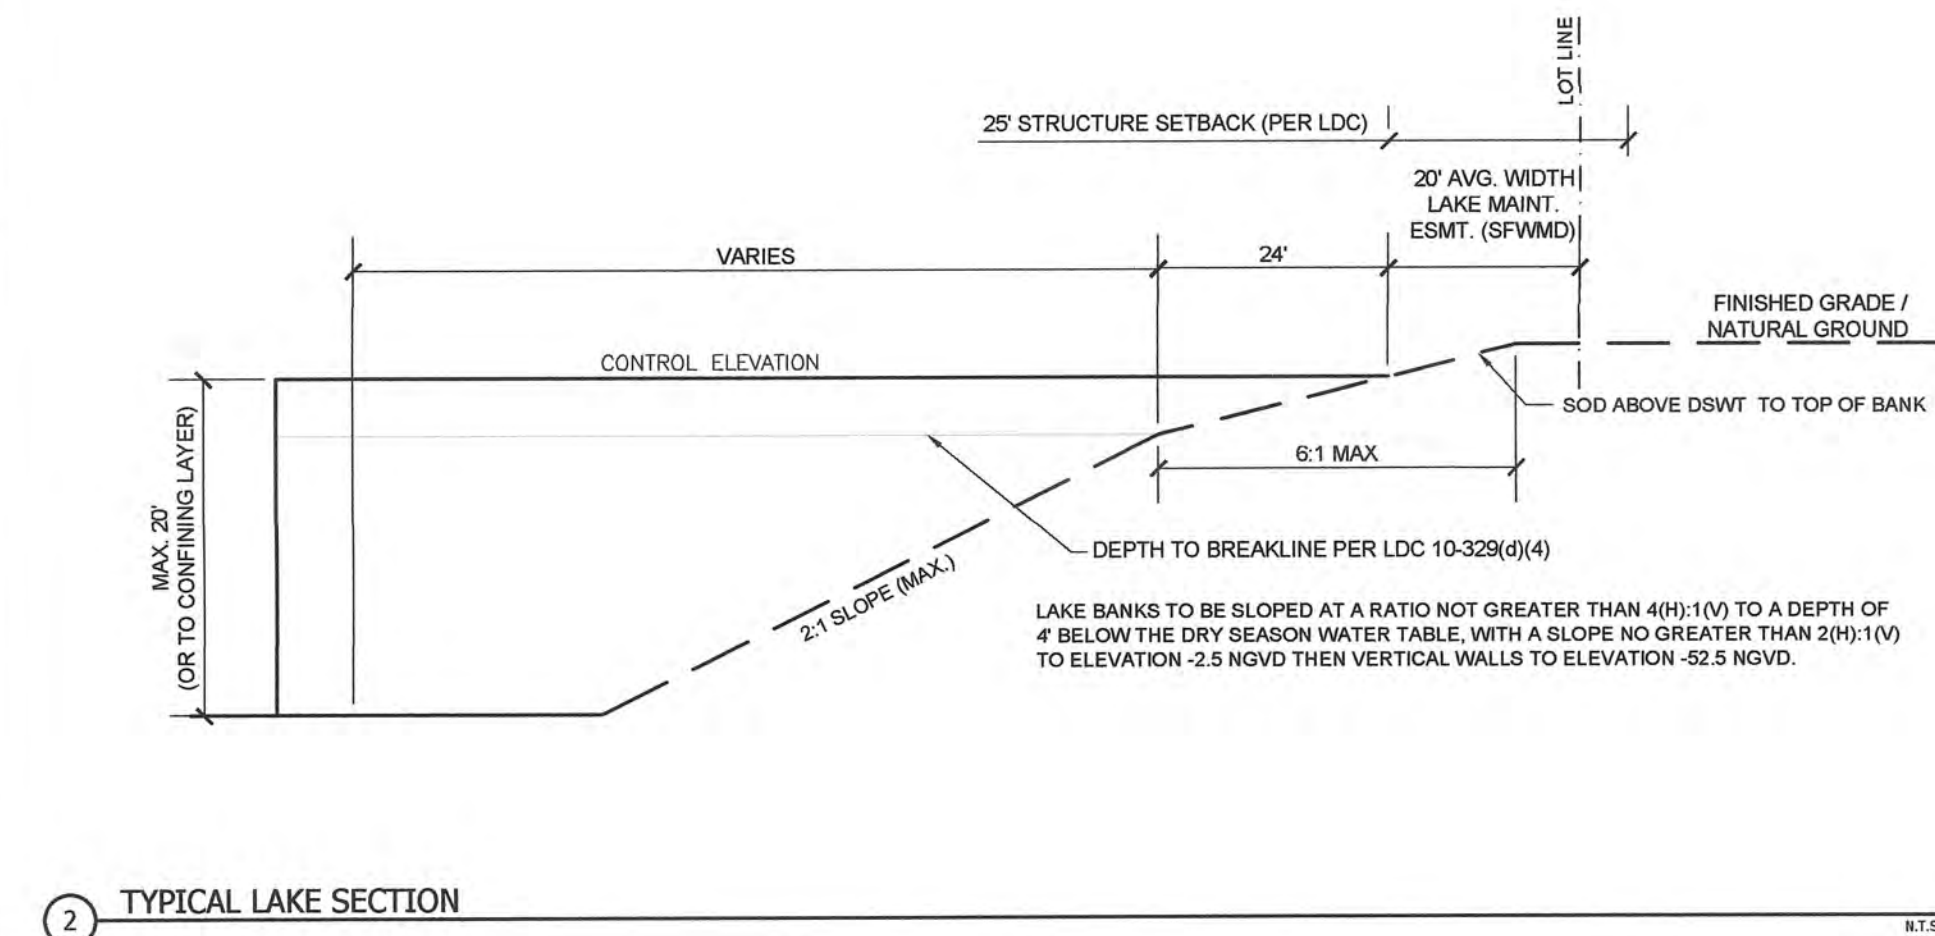 LOT LINE
25' STRUCTURE SETBACK (PER LDC)
20' AVG. WIDTH
LAKE MAINT.
ESMT. (SFWMD)
VARIES
24'
FINISHED GRADE /
NATURAL GROUND
CONTROL ELEVATION
SOD ABOVE DSWT TO TOP OF BANK
MAX. 20'
(OR TO CONFINING LAYER)
6:1 MAX
DEPTH TO BREAKLINE PER LDC 10-329(d)(4)
2:1 SLOPE (MAX.)
LAKE BANKS TO BE SLOPED AT A RATIO NOT GREATER THAN 4(H):1(V) TO A DEPTH OF
4' BELOW THE DRY SEASON WATER TABLE, WITH A SLOPE NO GREATER THAN 2(H):1(V)
TO ELEVATION -2.5 NGVD THEN VERTICAL WALLS TO ELEVATION -52.5 NGVD.
2 TYPICAL LAKE SECTION
N.T.S